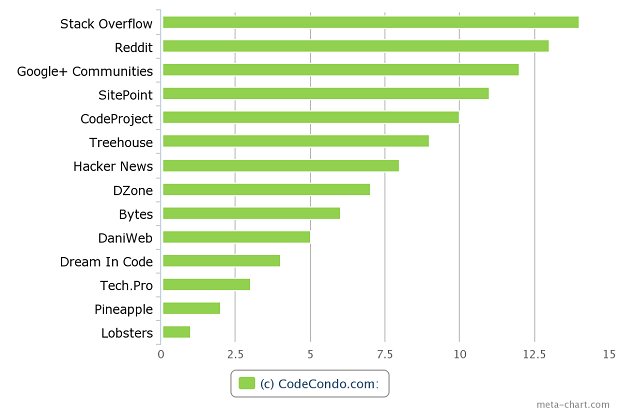 Stack Overflow
Reddit
Google+ Communities
SitePoint
CodeProject
Treehouse
Hacker News
DZone
Bytes
DaniWeb
Dream In Code
Tech.Pro
Pineapple
Lobsters
0 2.5 5 7.5 10 12.5 15
(c) CodeCondo.com:
meta-chart.com